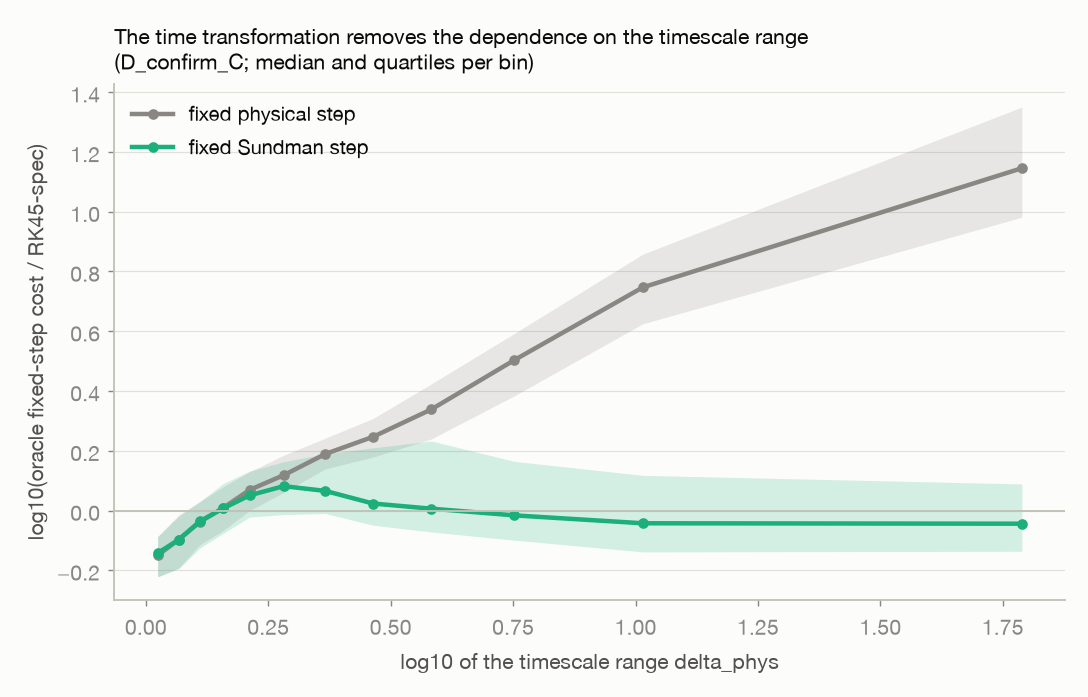 The time transformation removes the dependence on the timescale range
(D_confirm_C; median and quartiles per bin)
fixed physical step
fixed Sundman step
log10(oracle fixed-step cost / RK45-spec)
1.4
1.2
1.0
0.8
0.6
0.4
0.2
0.0
−0.2
0.00 0.25 0.50 0.75 1.00 1.25 1.50 1.75
log10 of the timescale range delta_phys